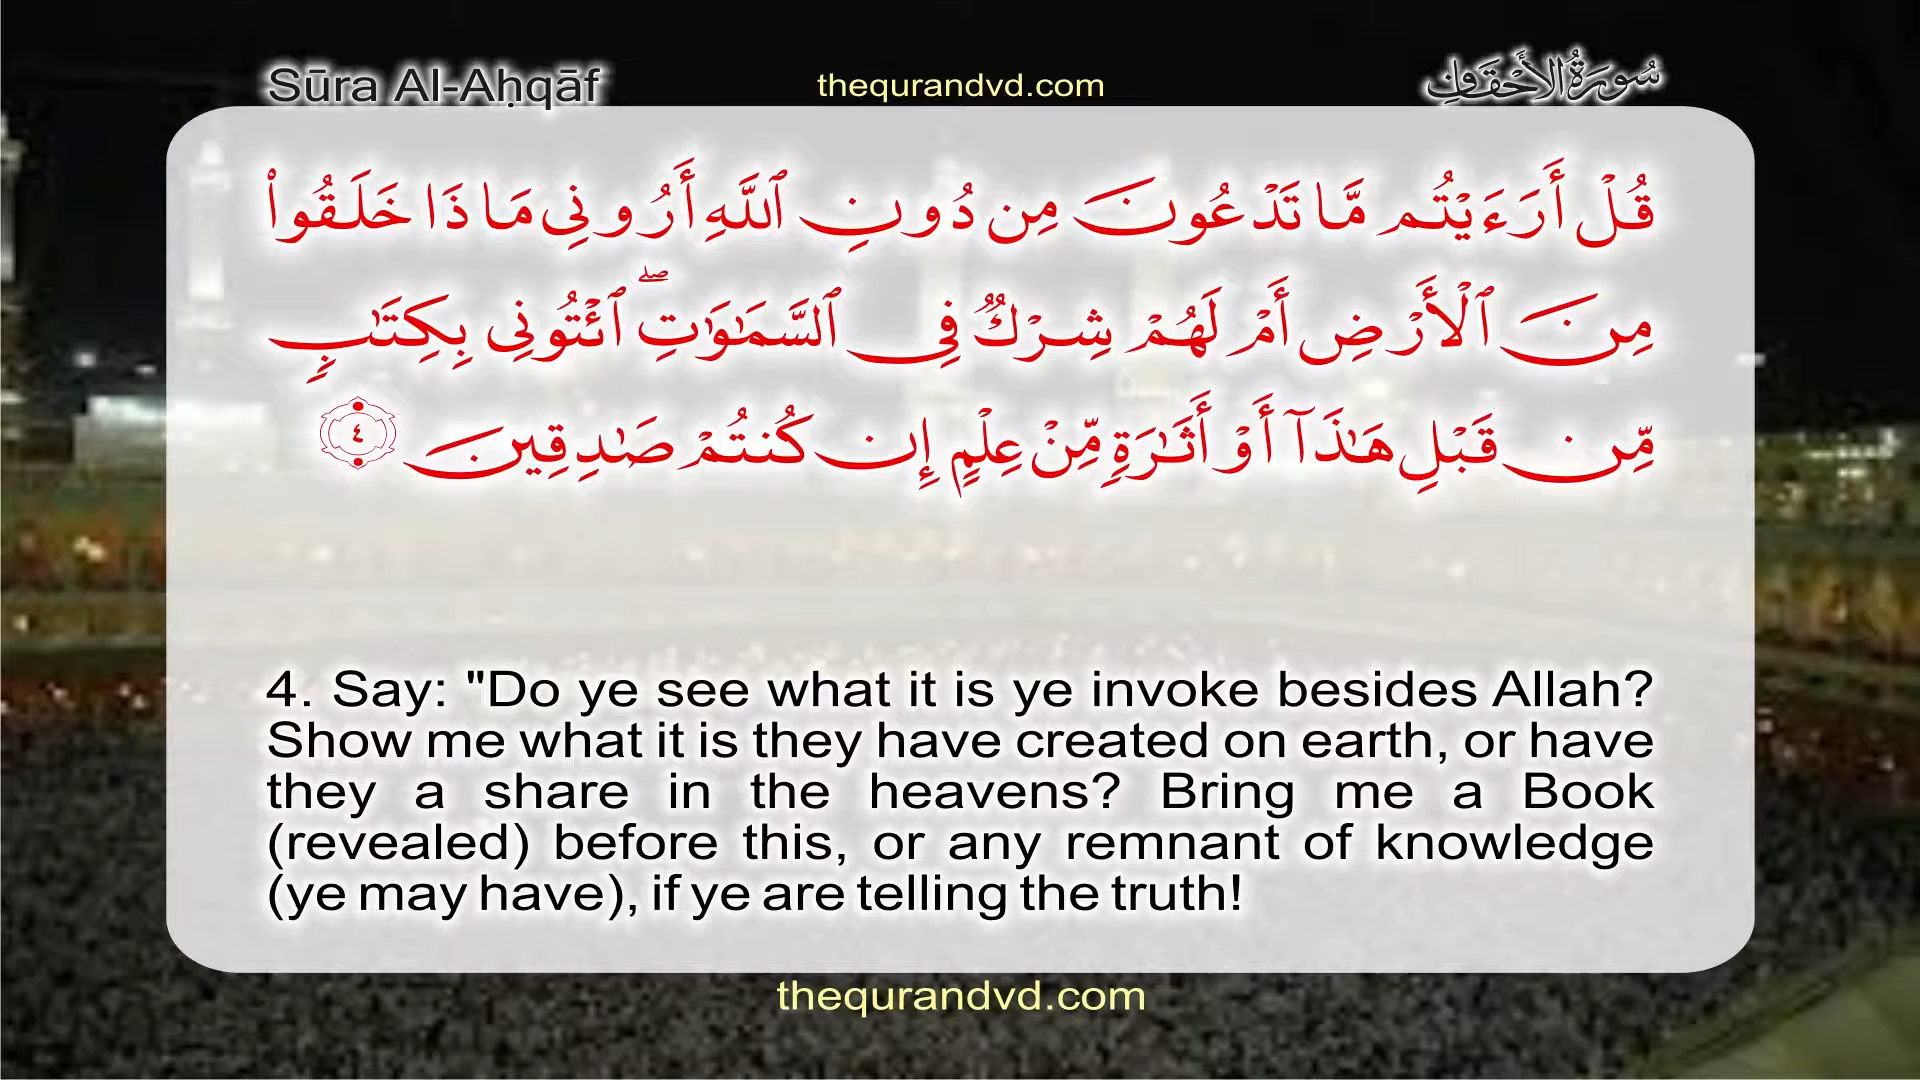 Sūra Al-Aḥqāf thequrandvd.com سُورَةُ الأَحْقَافِ
قُلْ أَرَءَيْتُم مَّا تَدْعُونَ مِن دُونِ ٱللَّهِ أَرُونِى مَاذَا خَلَقُوا۟
مِنَ ٱلْأَرْضِ أَمْ لَهُمْ شِرْكٌ فِى ٱلسَّمَـٰوَٰتِ ۖ ٱئْتُونِى بِكِتَـٰبٍ
مِّن قَبْلِ هَـٰذَآ أَوْ أَثَـٰرَةٍ مِّنْ عِلْمٍ إِن كُنتُمْ صَـٰدِقِينَ ٤
4. Say: "Do ye see what it is ye invoke besides Allah?
Show me what it is they have created on earth, or have
they a share in the heavens? Bring me a Book
(revealed) before this, or any remnant of knowledge
(ye may have), if ye are telling the truth!
thequrandvd.com